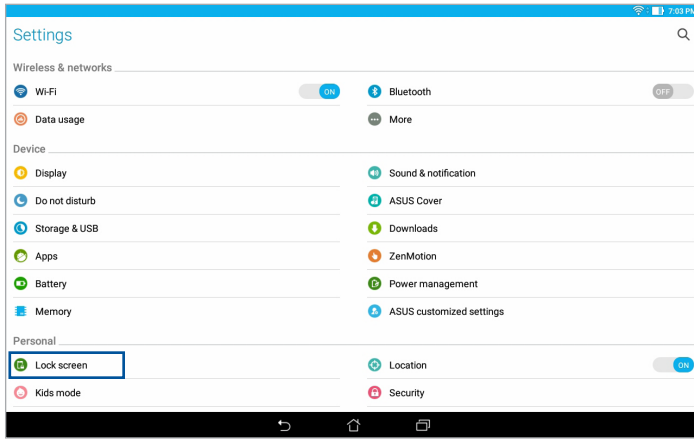 7:03 PM
Settings
Wireless & networks
Wi-Fi ON Bluetooth OFF
Data usage More
Device
Display Sound & notification
Do not disturb ASUS Cover
Storage & USB Downloads
Apps ZenMotion
Battery Power management
Memory ASUS customized settings
Personal
Lock screen Location ON
Kids mode Security